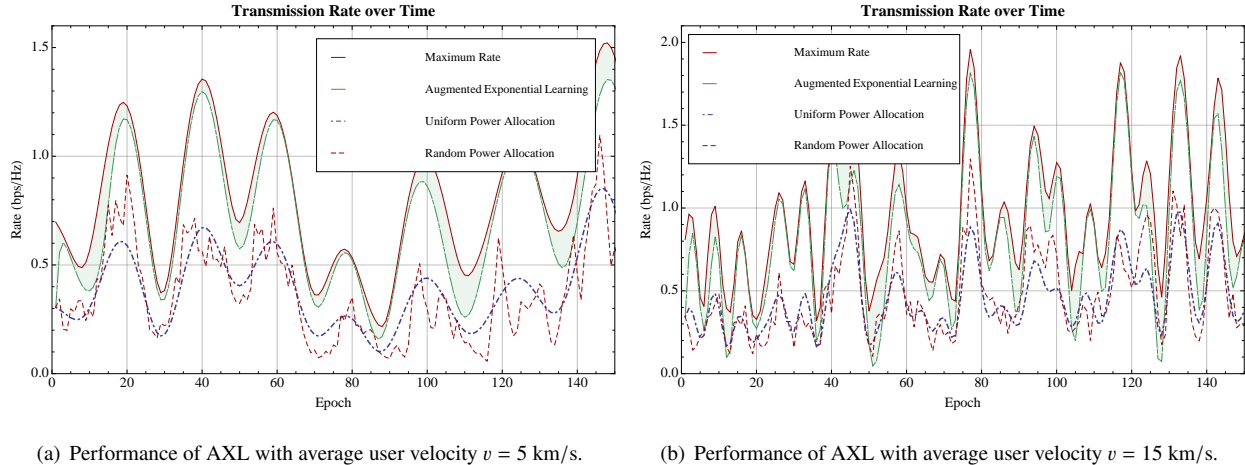 Transmission Rate over Time
Maximum Rate
Augmented Exponential Learning
Uniform Power Allocation
Random Power Allocation
Rate (bps/Hz)
1.5
1.0
0.5
0.0
0 20 40 60 80 100 120 140
Epoch
(a) Performance of AXL with average user velocity v = 5 km/s.
Transmission Rate over Time
Maximum Rate
Augmented Exponential Learning
Uniform Power Allocation
Random Power Allocation
Rate (bps/Hz)
2.0
1.5
1.0
0.5
0.0
0 20 40 60 80 100 120 140
Epoch
(b) Performance of AXL with average user velocity v = 15 km/s.